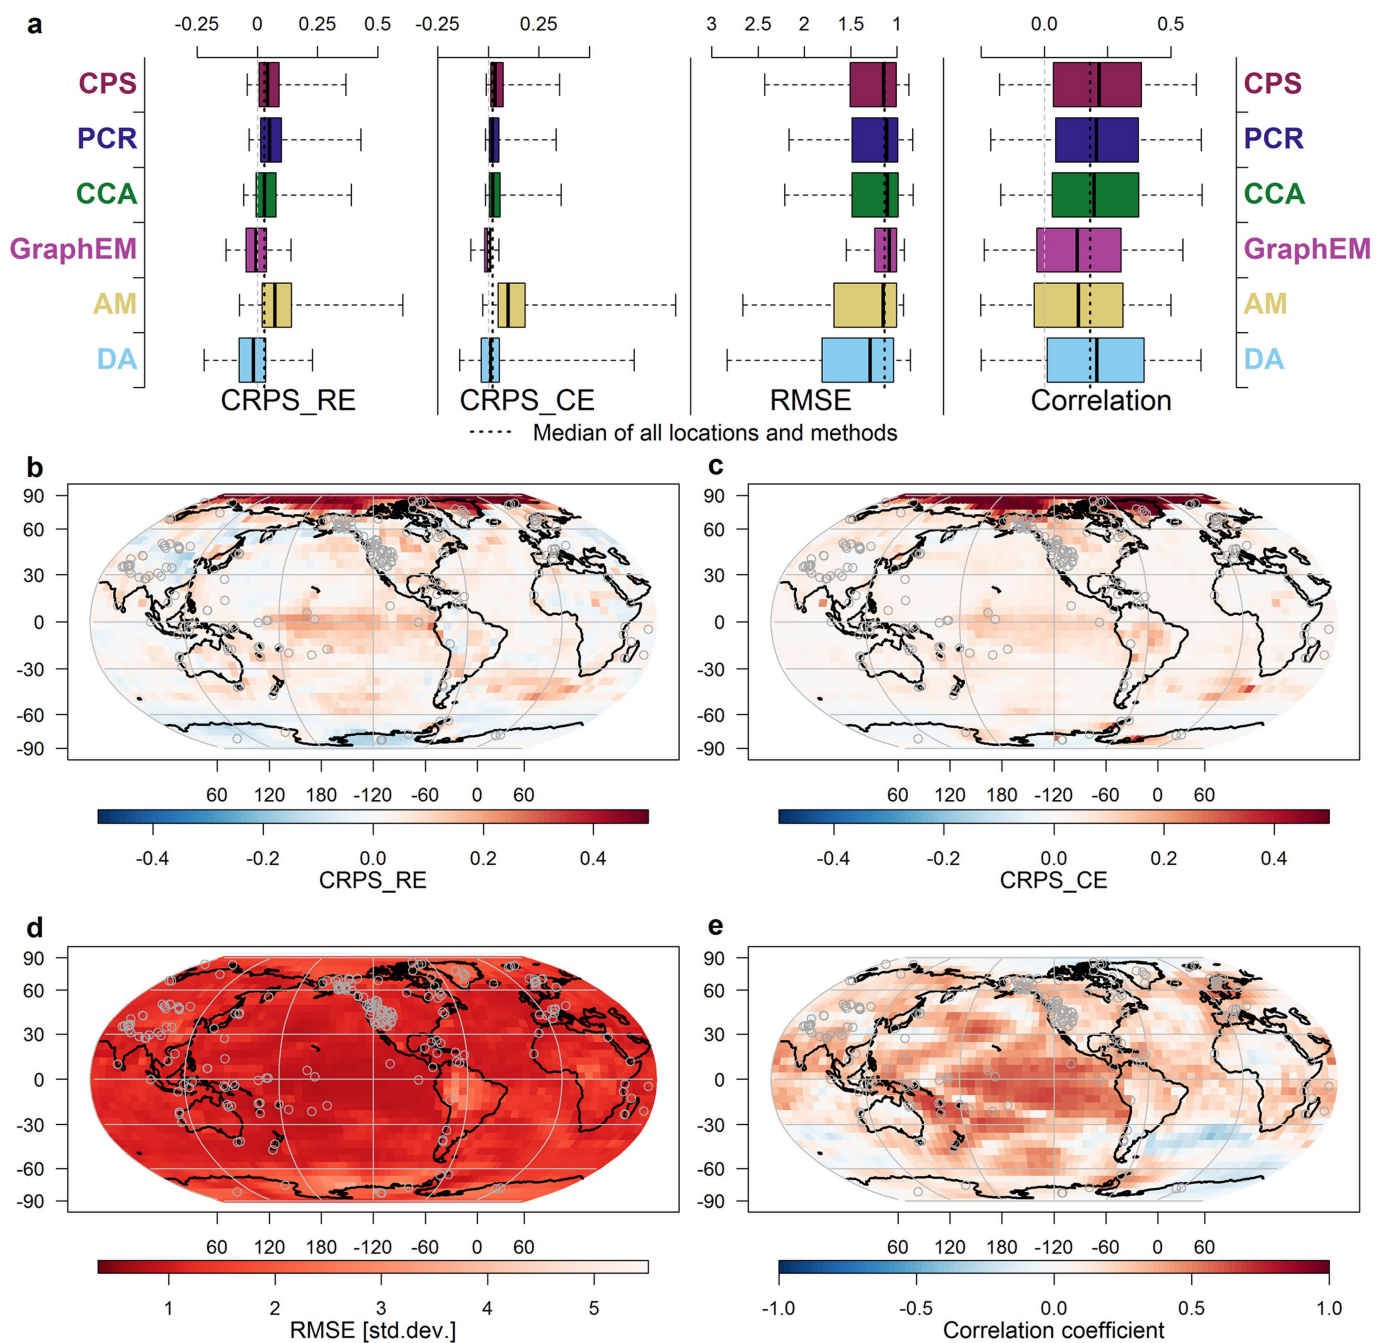 a
-0.25 0 0.25 0.5
-0.25 0.25
3 2.5 2 1.5 1
0.0 0.5
CPS CPS
PCR PCR
CCA CCA
GraphEM GraphEM
AM AM
DA DA
CRPS_RE CRPS_CE RMSE Correlation
Median of all locations and methods
b
90
60
30
0
-30
-60
-90
60 120 180 -120 -60 0 60
-0.4 -0.2 0.0 0.2 0.4
CRPS_RE
c
90
60
30
0
-30
-60
-90
60 120 180 -120 -60 0 60
-0.4 -0.2 0.0 0.2 0.4
CRPS_CE
d
90
60
30
0
-30
-60
-90
60 120 180 -120 -60 0 60
1 2 3 4 5
RMSE [std.dev.]
e
90
60
30
0
-30
-60
-90
60 120 180 -120 -60 0 60
-1.0 -0.5 0.0 0.5 1.0
Correlation coefficient